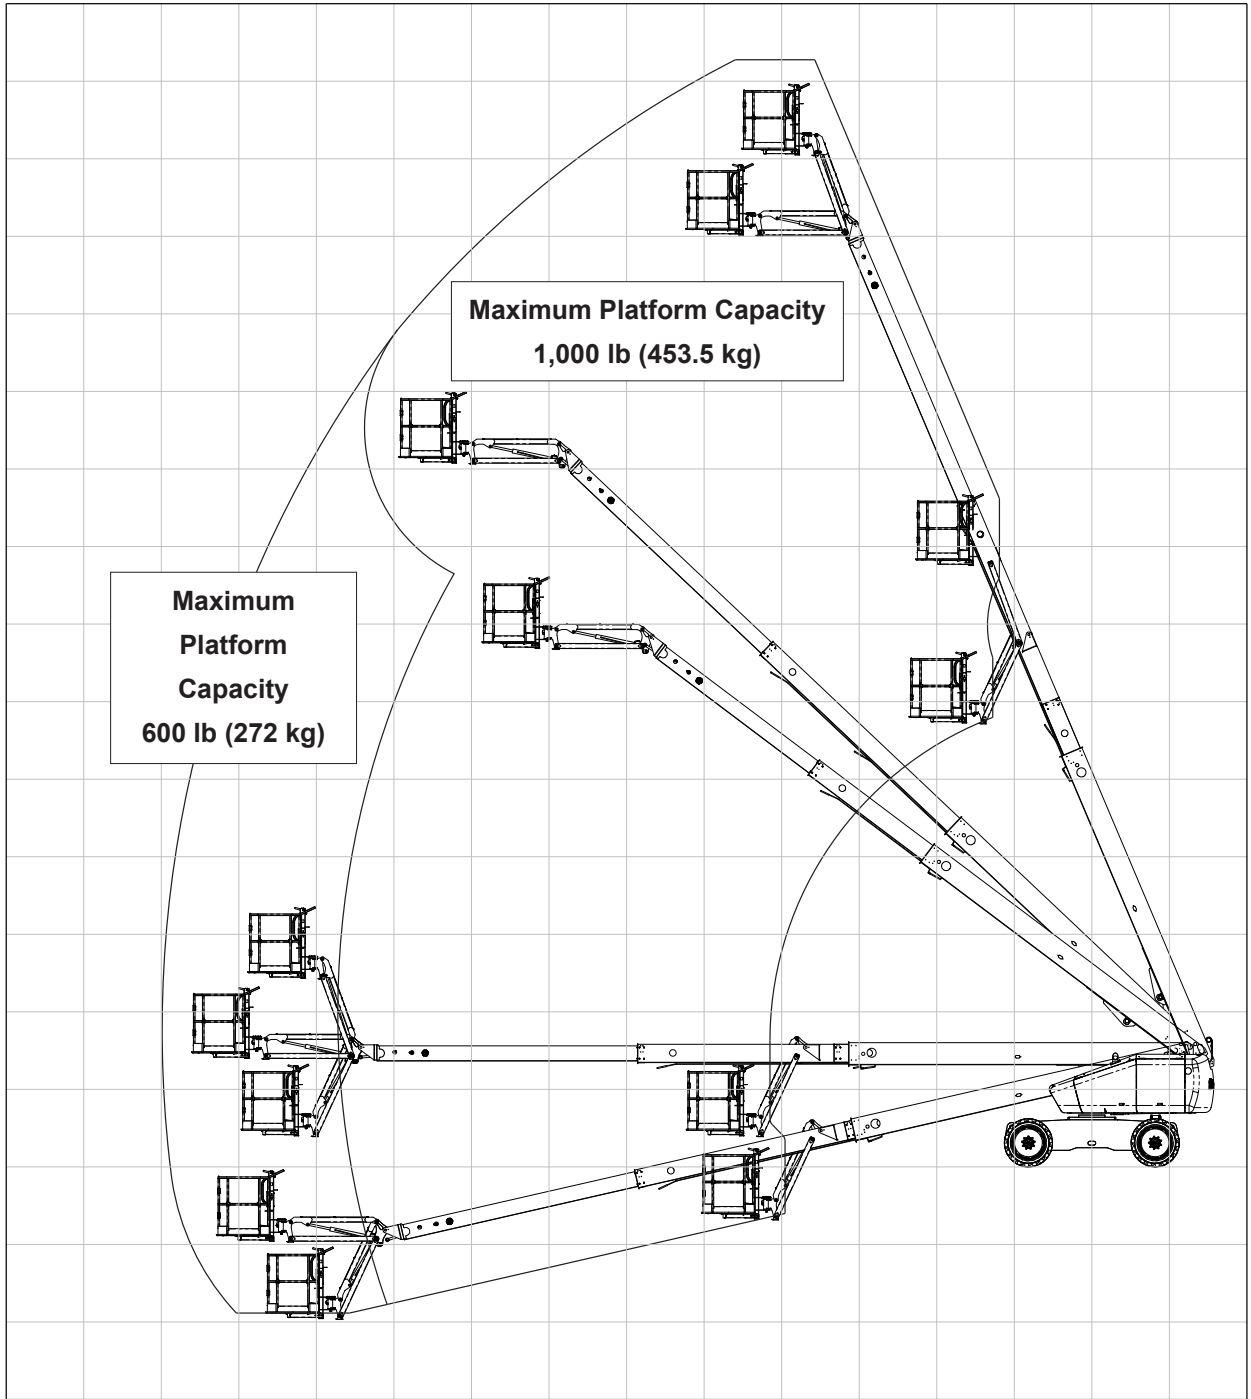 Maximum Platform Capacity
1,000 lb (453.5 kg)
Maximum
Platform
Capacity
600 lb (272 kg)